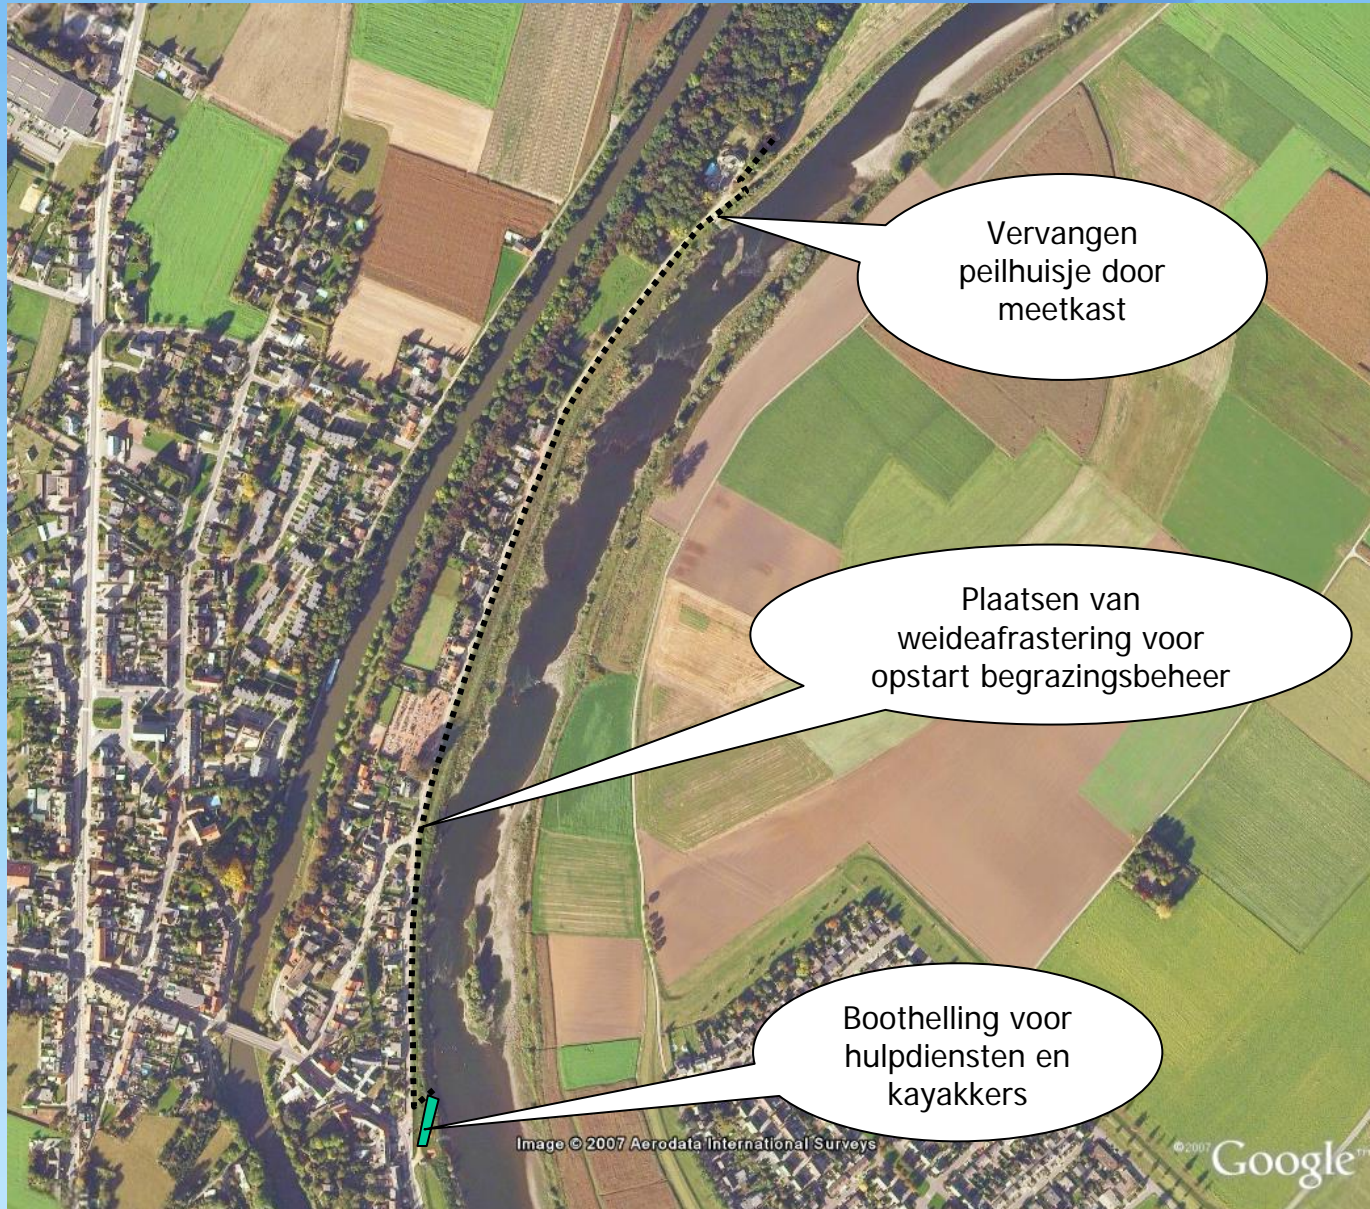 Vervangen
peilhuisje door
meetkast
Plaatsen van
weideafrastering voor
opstart begrazingsbeheer
Boothelling voor
hulpdiensten en
kayakkers
Image © 2007 Aerodata International Surveys
©2007 Google™